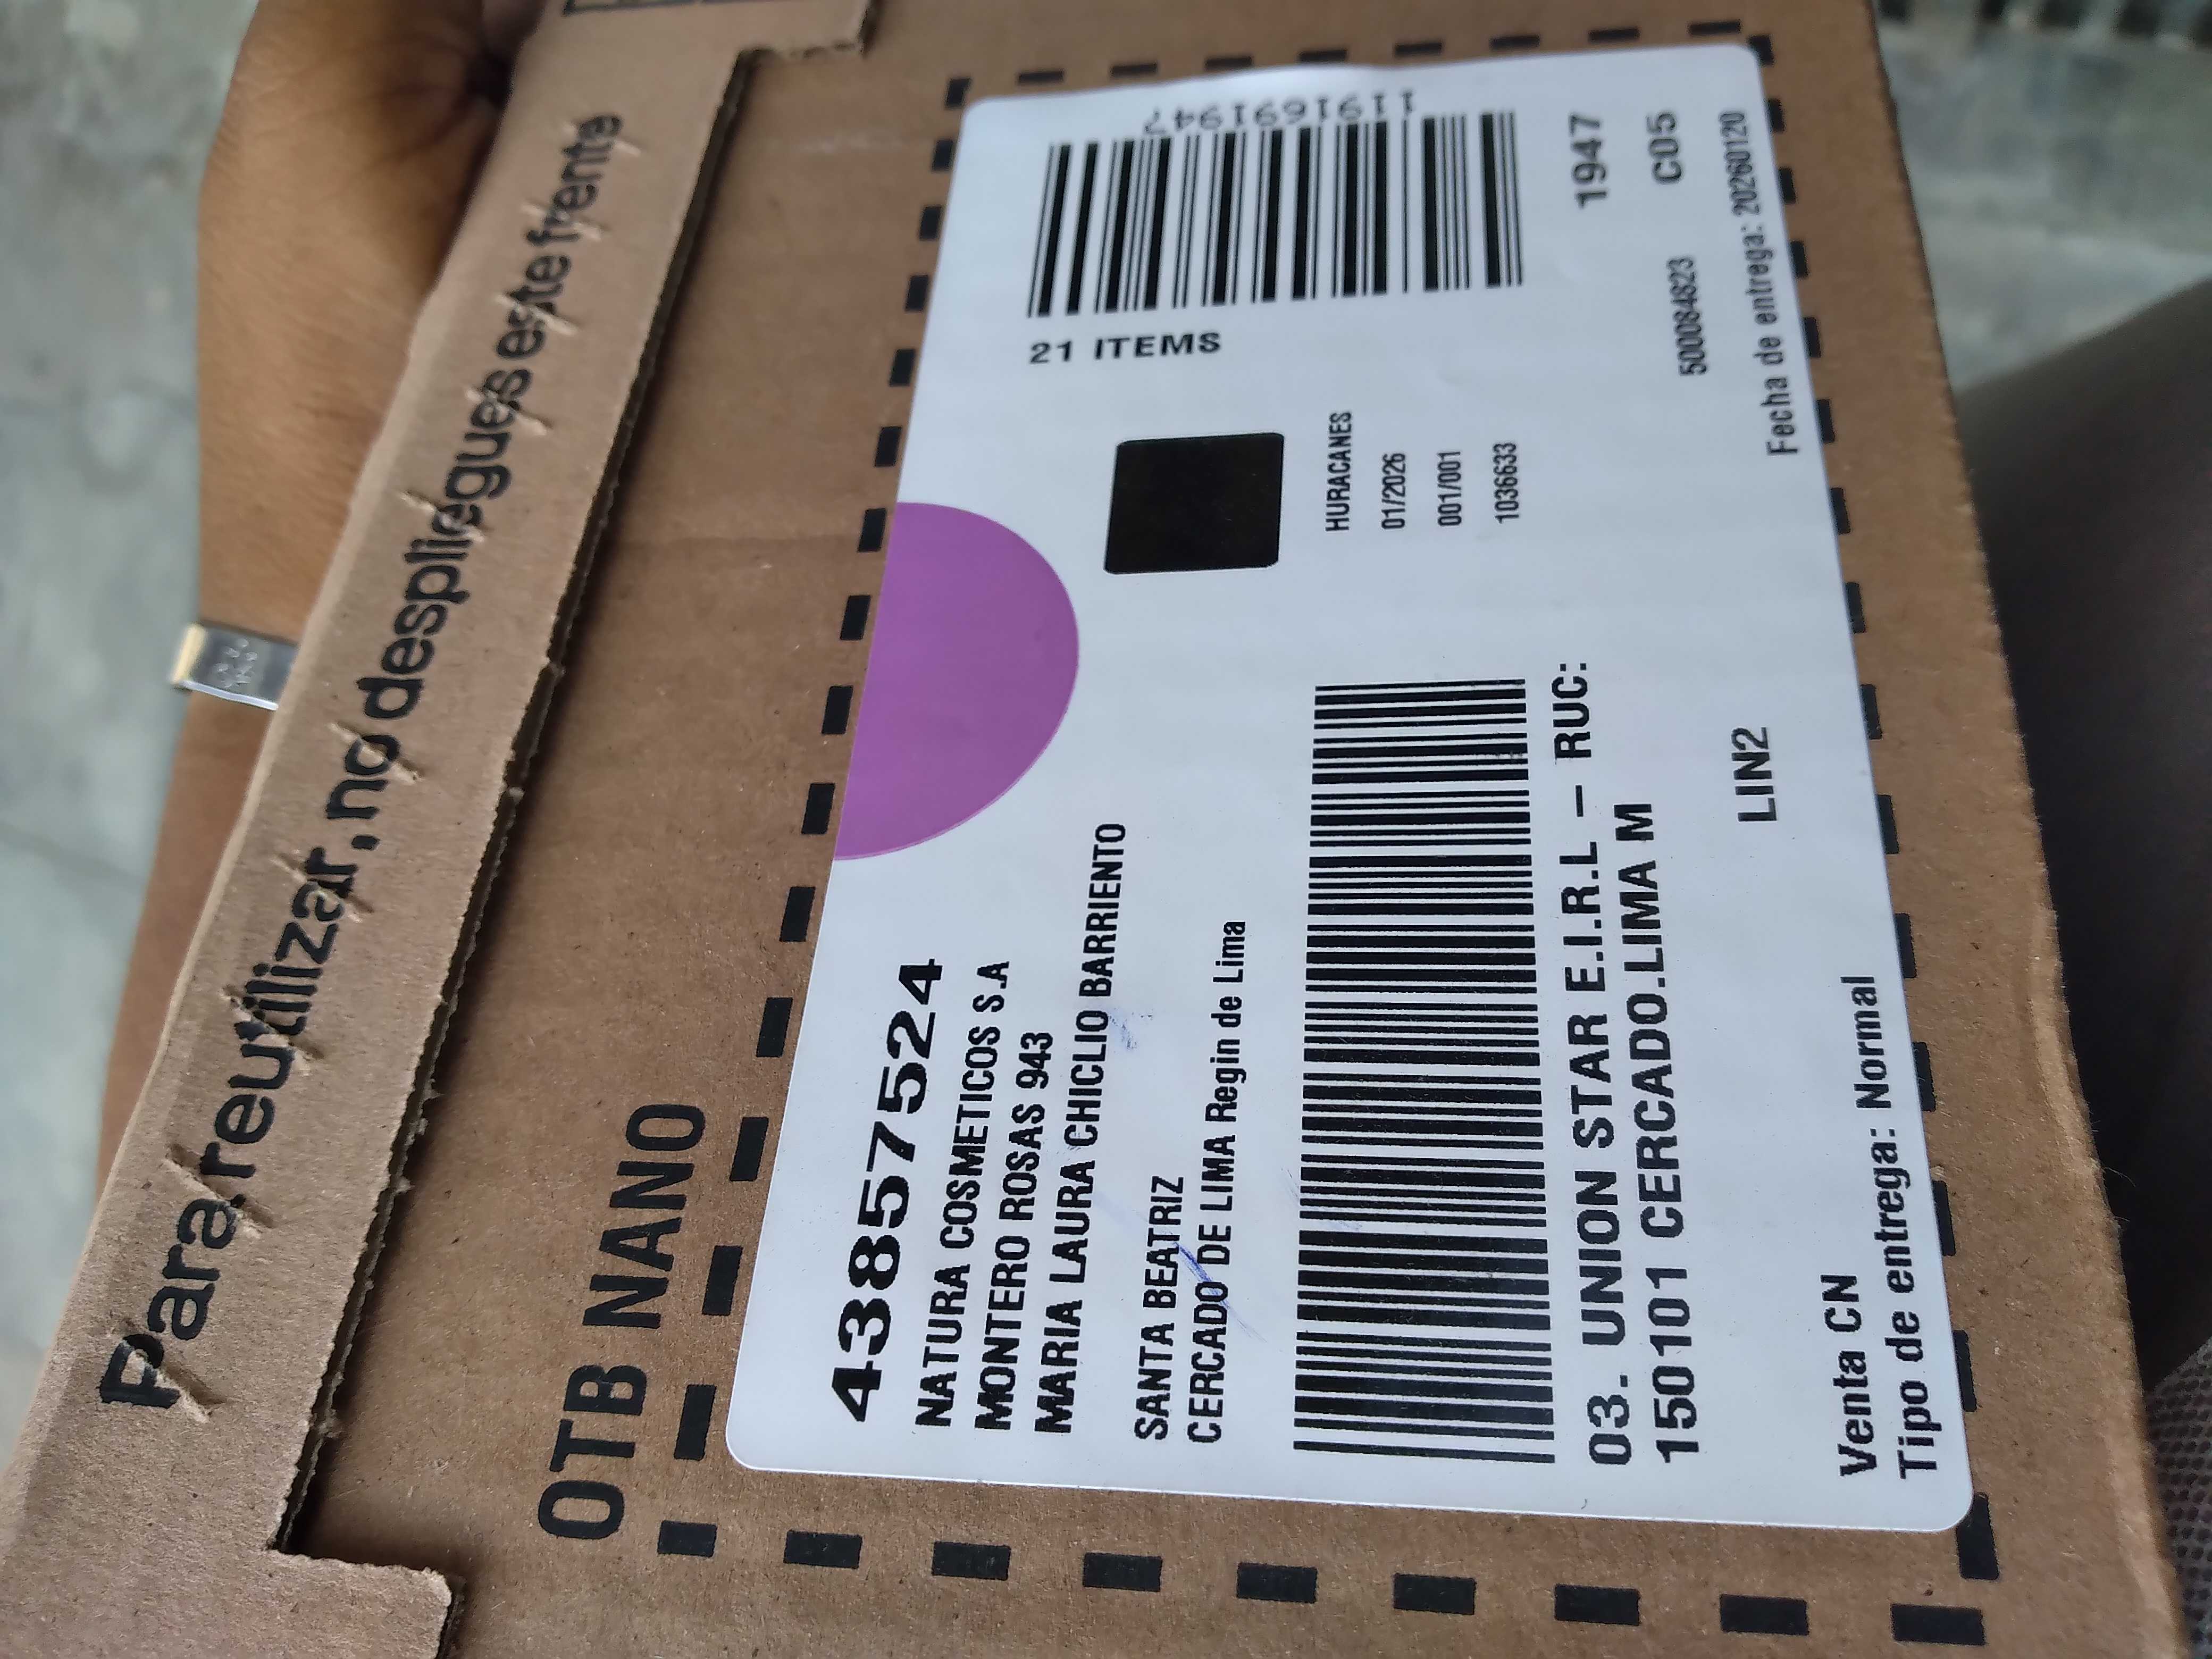 Para reutilizar, no despliegues este frente
OTB NANO
43857524
NATURA COSMETICOS S.A
MONTERO ROSAS 943
MARIA LAURA CHICLIO BARRIENTO
SANTA BEATRIZ
CERCADO DE LIMA Regin de Lima
119169194?
21 ITEMS
HURACANES
01/2026
001/001
1036633
03. UNION STAR E.I.R.L – RUC:
150101 CERCADO.LIMA M
1947
C05
500084823
LIN2
Venta CN
Tipo de entrega: Normal
Fecha de entrega: 20260120